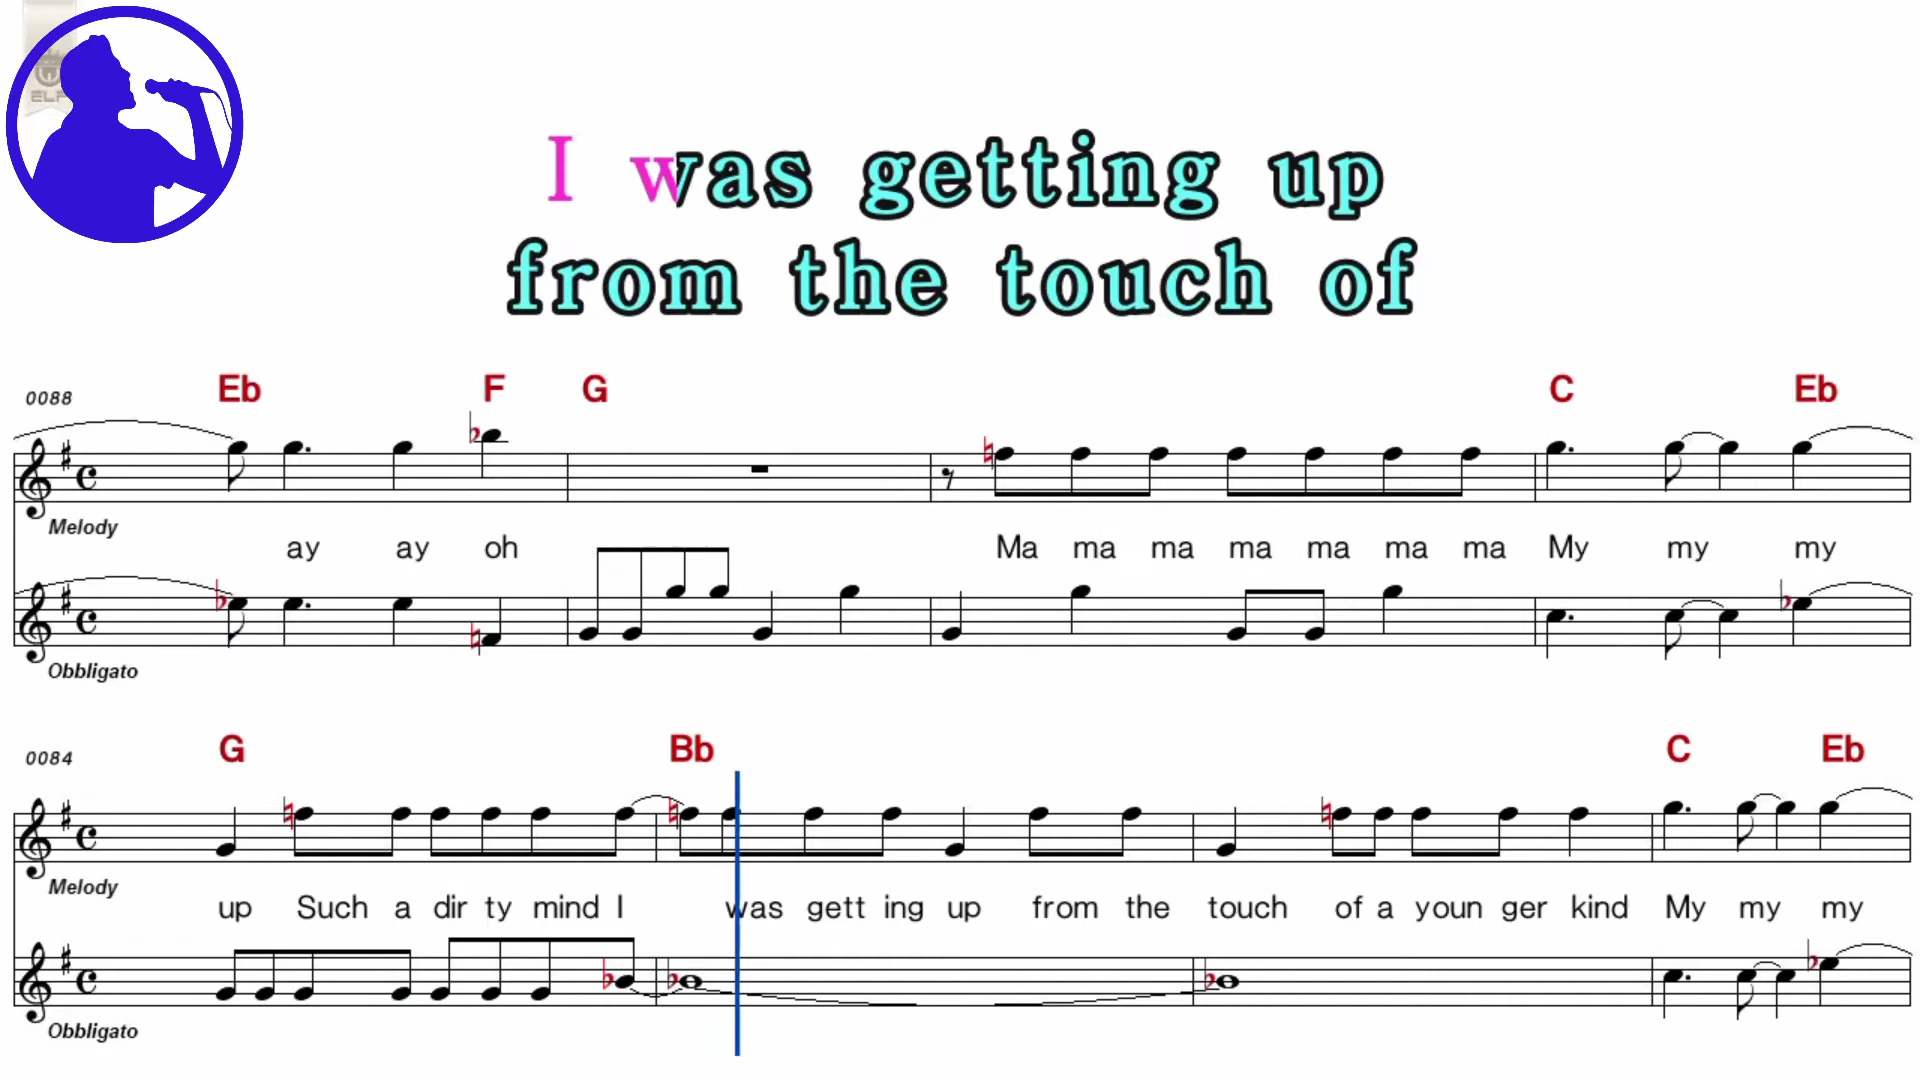 ELF
I was getting up
from the touch of
0088 Eb F G C Eb
Melody
ay ay oh Ma ma ma ma ma ma ma My my my
Obbligato
0084 G Bb C Eb
Melody
up Such a dir ty mind I was gett ing up from the touch of a youn ger kind My my my
Obbligato